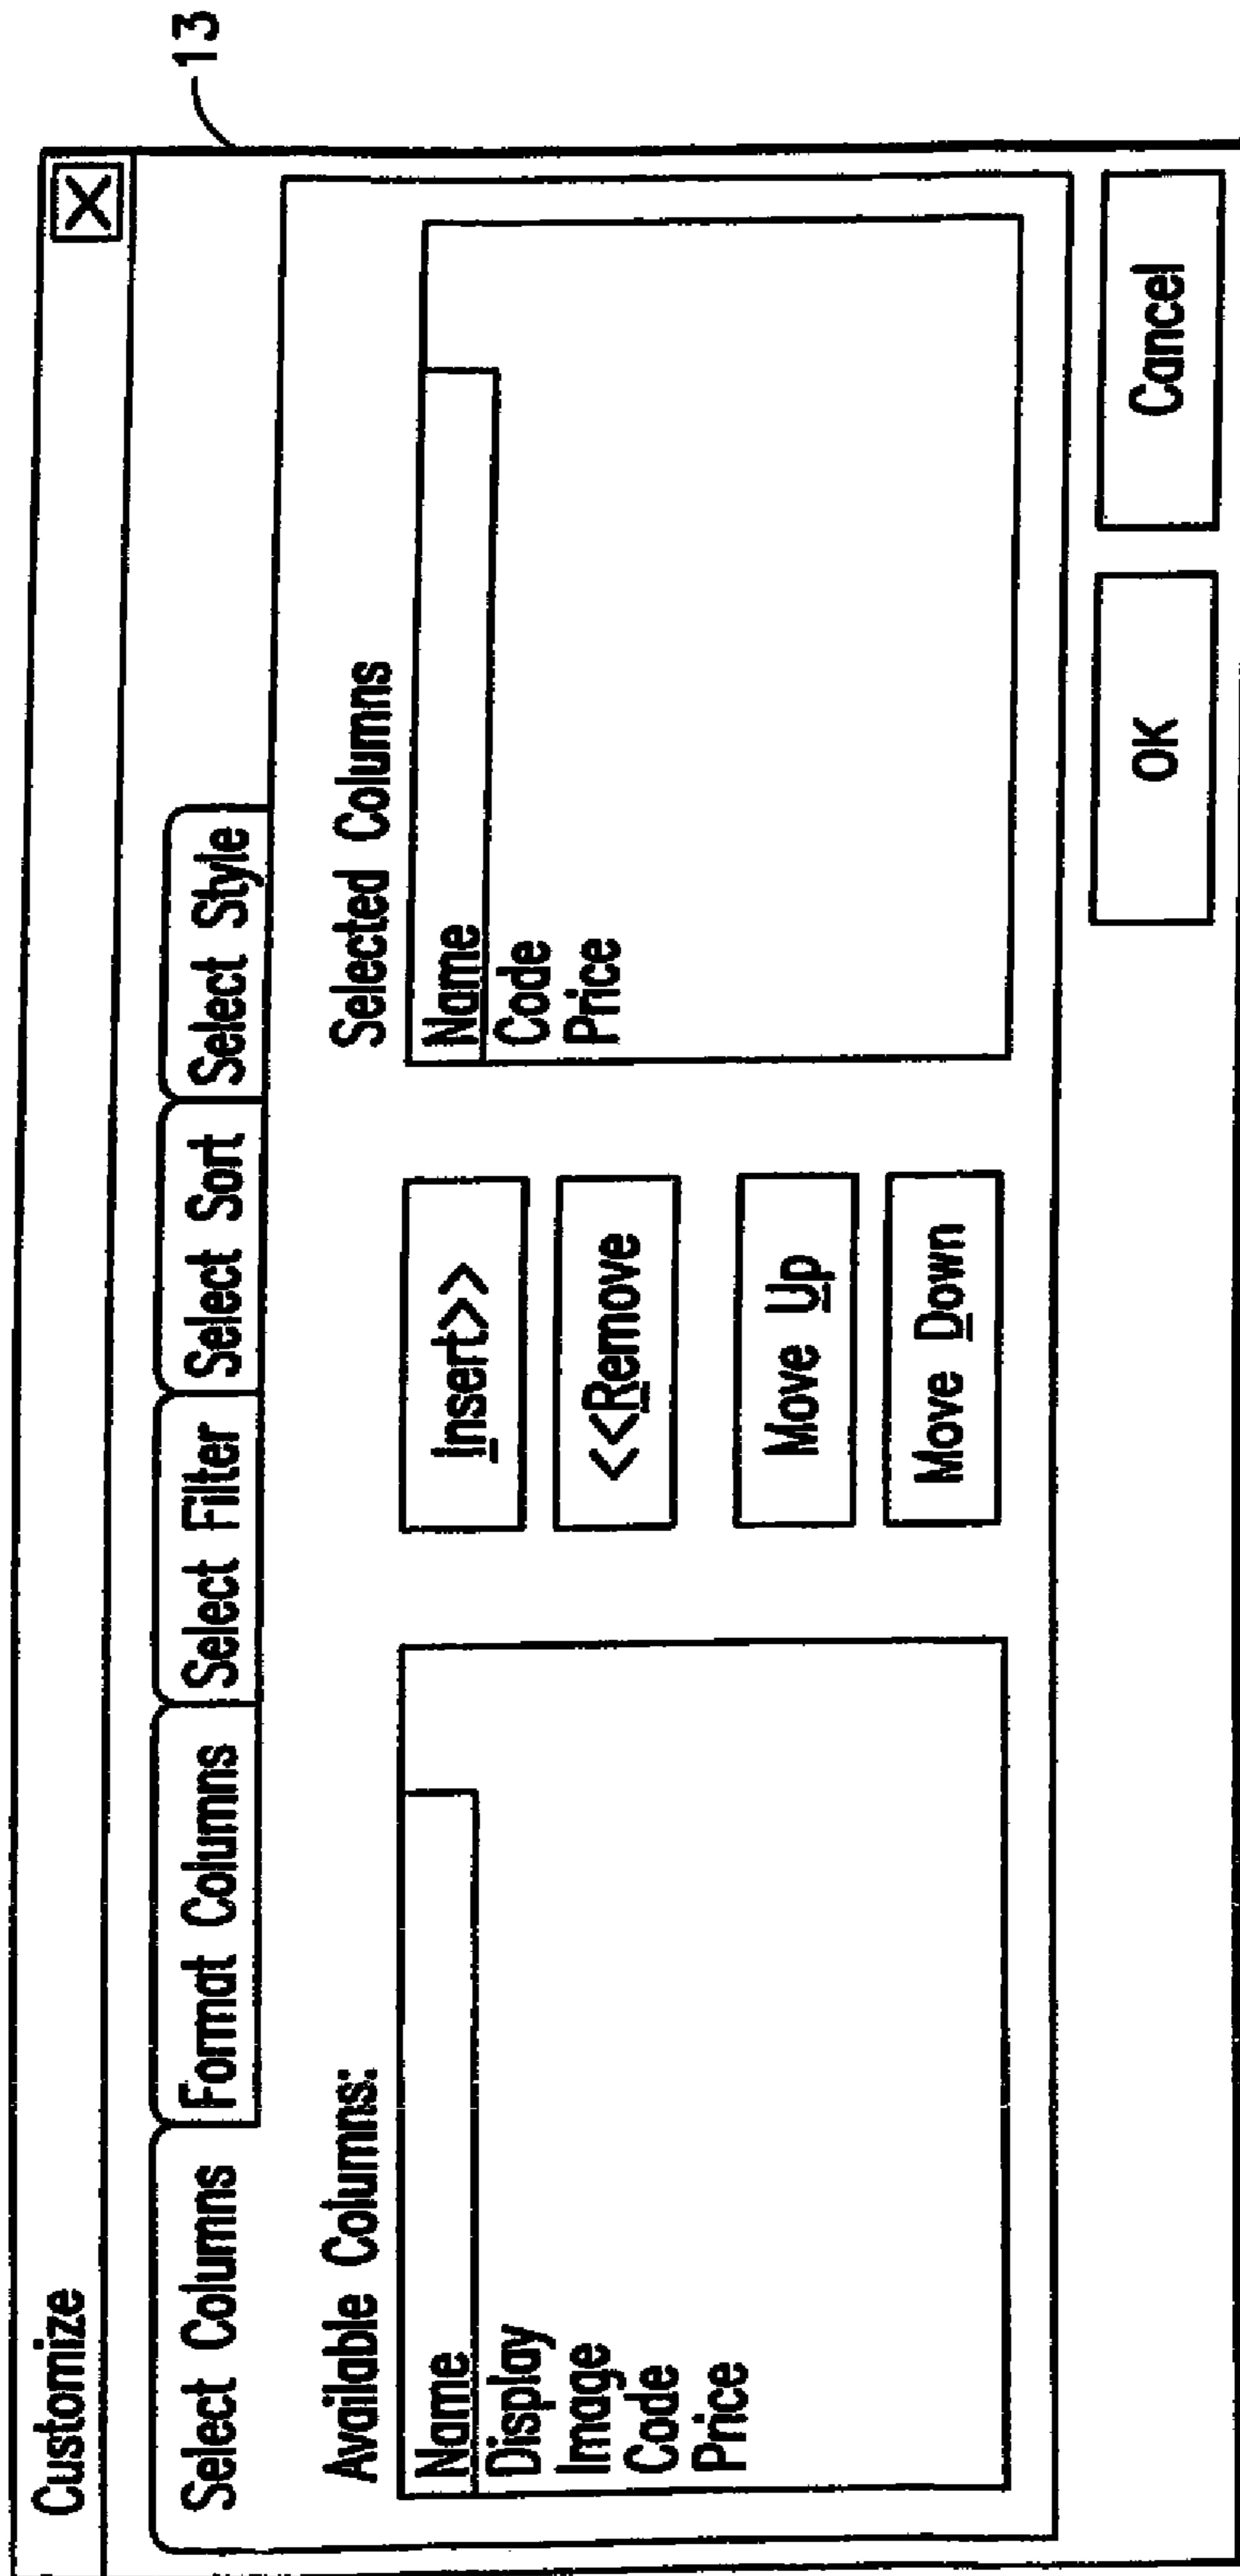 13
Customize X
Select Columns Format Columns Select Filter Select Sort Select Style
Available Columns: Selected Columns
Name
Display
Image
Code
Price
Insert>>
<<Remove
Move Up
Move Down
Name
Code
Price
OK Cancel